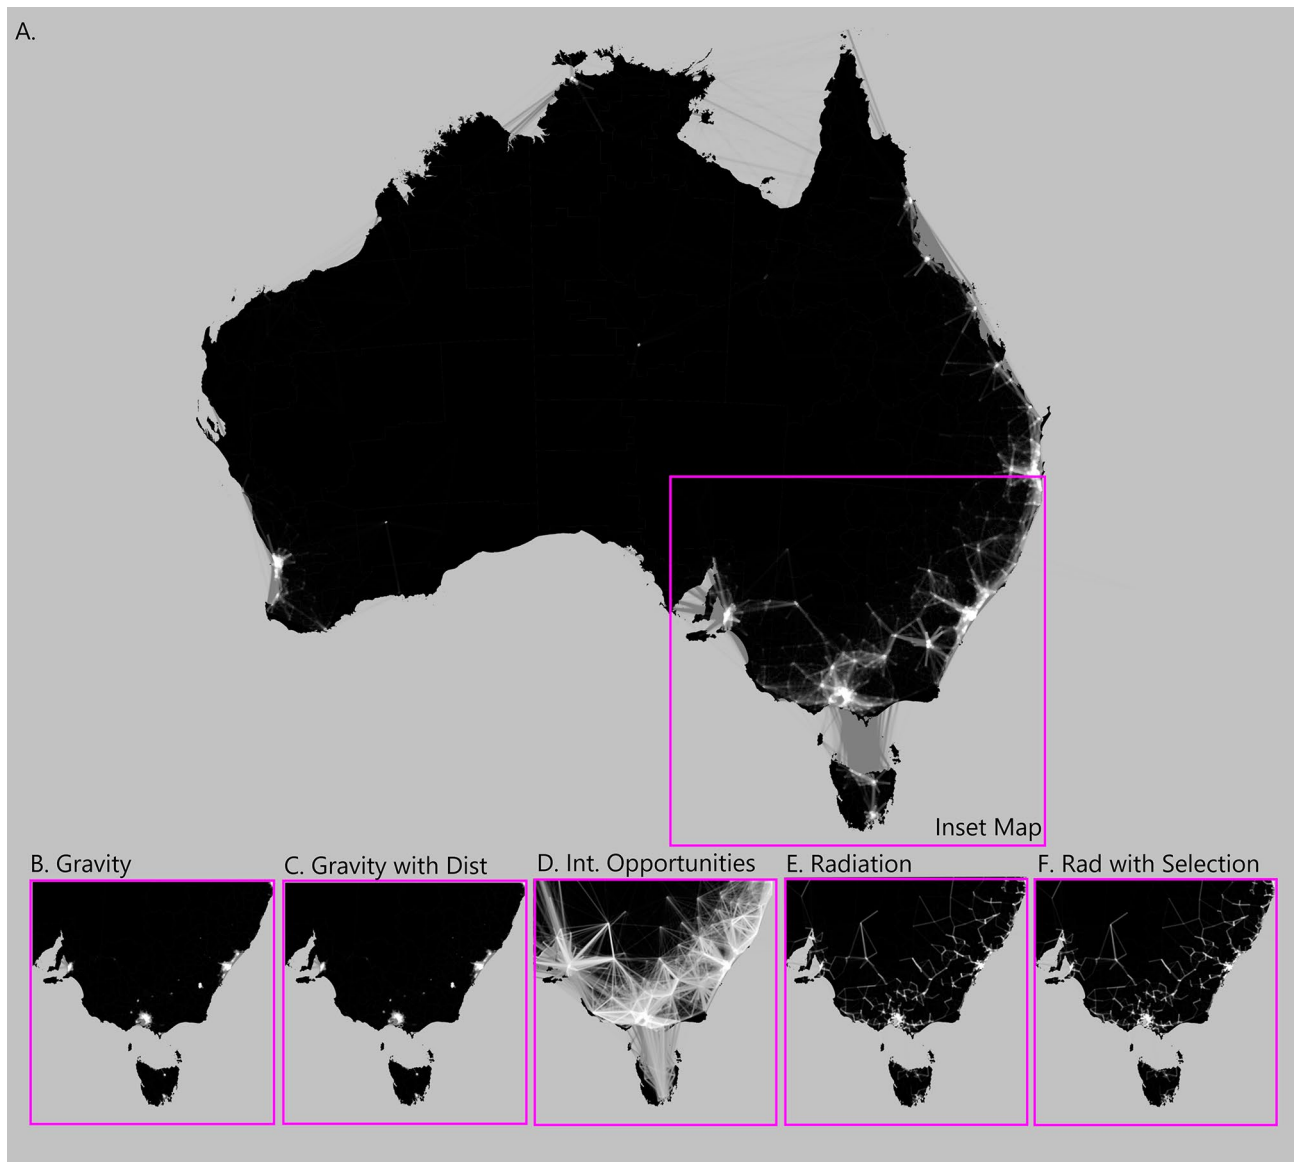 A.
Inset Map
B. Gravity
C. Gravity with Dist
D. Int. Opportunities
E. Radiation
F. Rad with Selection